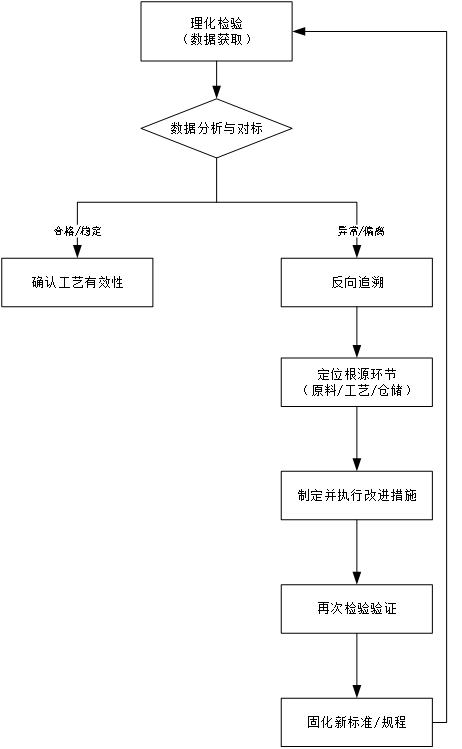 理化检验
（数据获取）
数据分析与对标
合格/稳定
异常/偏离
确认工艺有效性
反向追溯
定位根源环节
（原料/工艺/仓储）
制定并执行改进措施
再次检验验证
固化新标准/规程